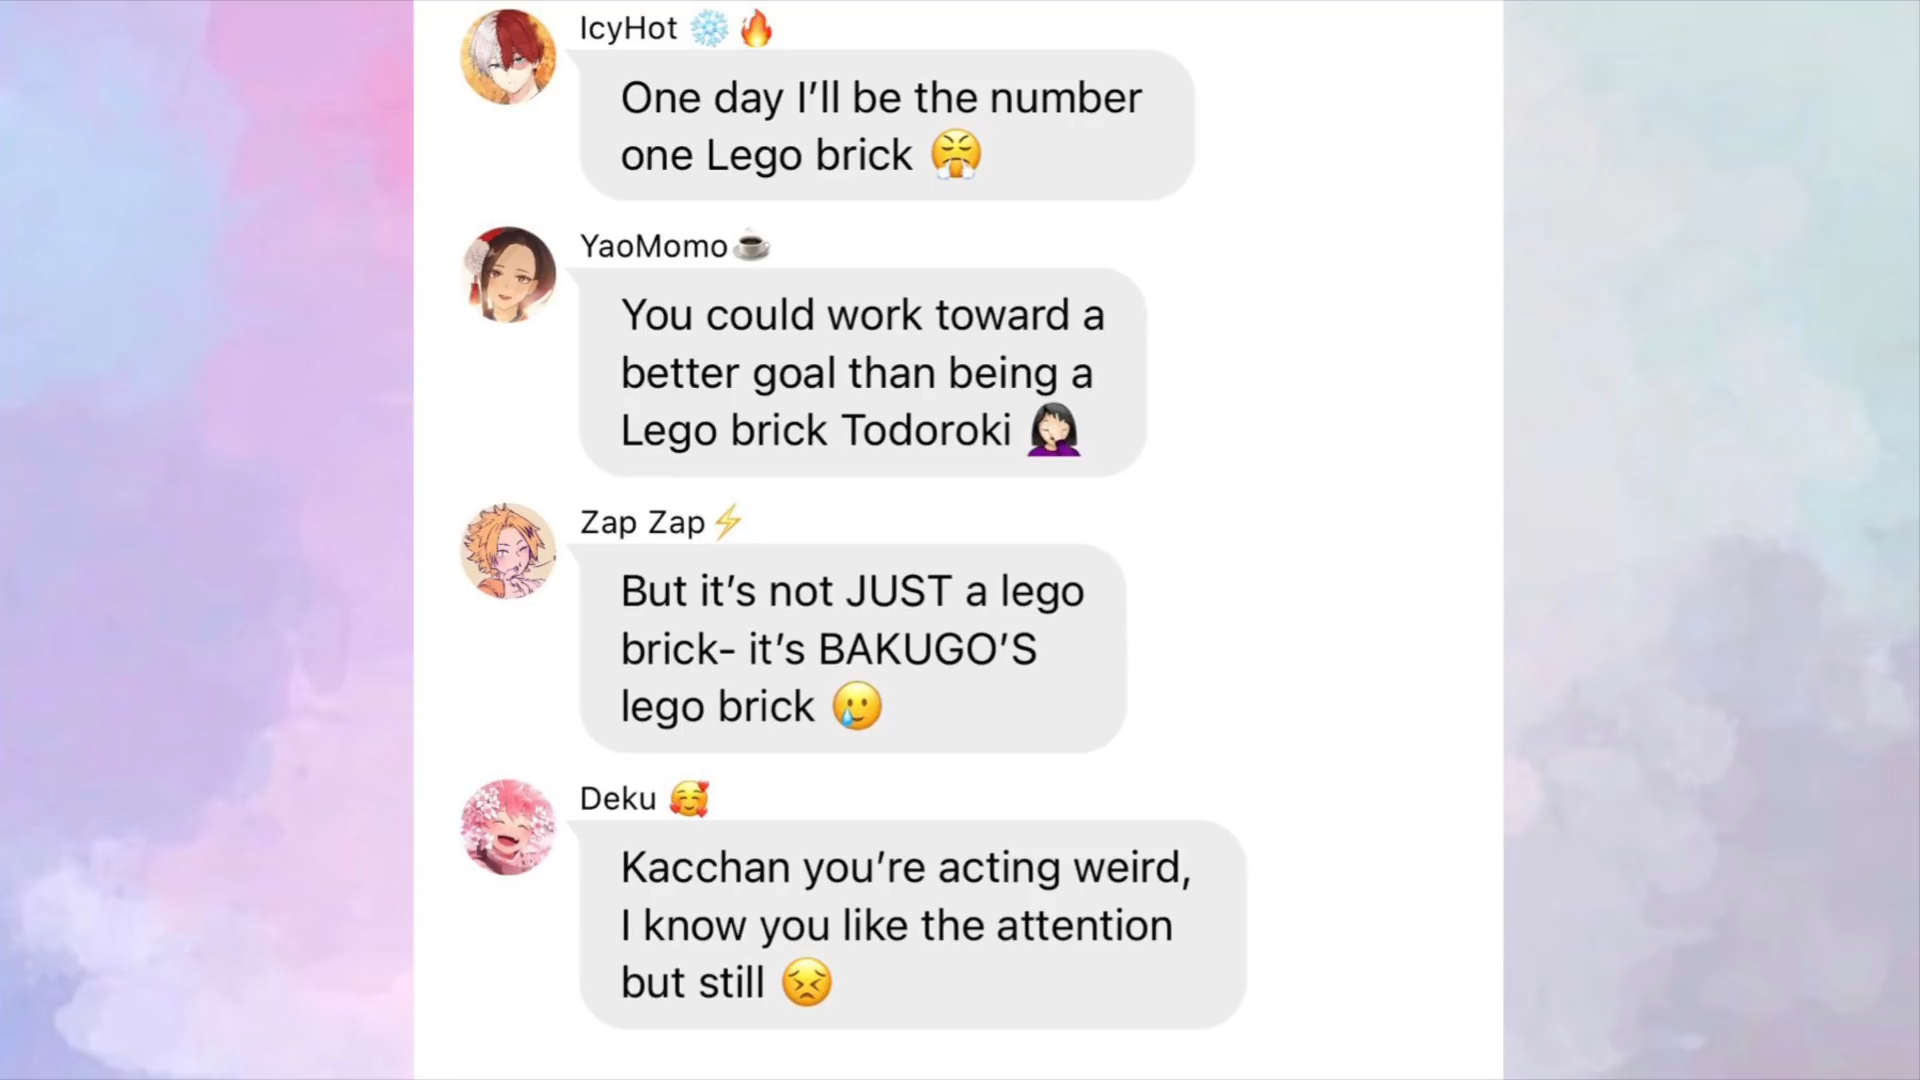 IcyHot ❄️ 🔥
One day I’ll be the number
one Lego brick 😤
YaoMomo☕
You could work toward a
better goal than being a
Lego brick Todoroki 🤦🏻‍♀️
Zap Zap⚡
But it’s not JUST a lego
brick- it’s BAKUGO’S
lego brick 🥲
Deku 🥰
Kacchan you’re acting weird,
I know you like the attention
but still 😣